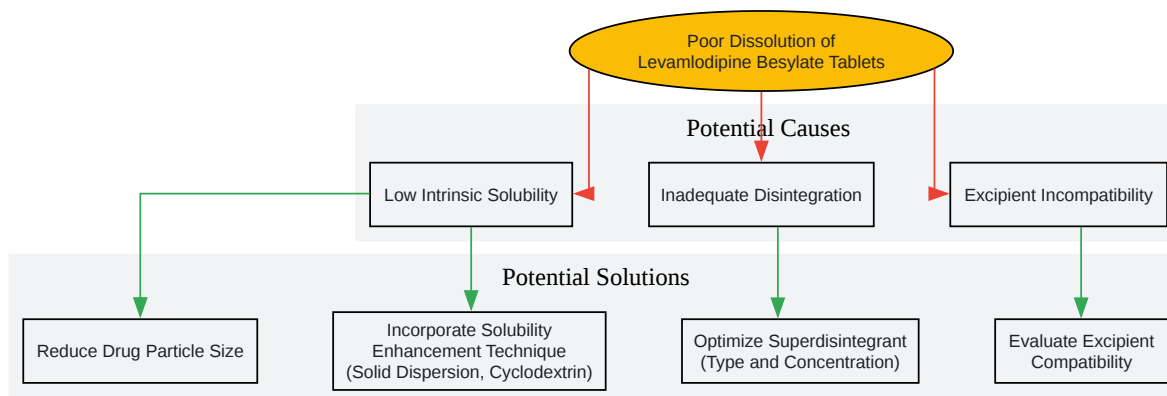 Poor Dissolution of
Levamlodipine Besylate Tablets
Potential Causes
Low Intrinsic Solubility
Inadequate Disintegration
Excipient Incompatibility
Potential Solutions
Reduce Drug Particle Size
Incorporate Solubility
Enhancement Technique
(Solid Dispersion, Cyclodextrin)
Optimize Superdisintegrant
(Type and Concentration)
Evaluate Excipient
Compatibility